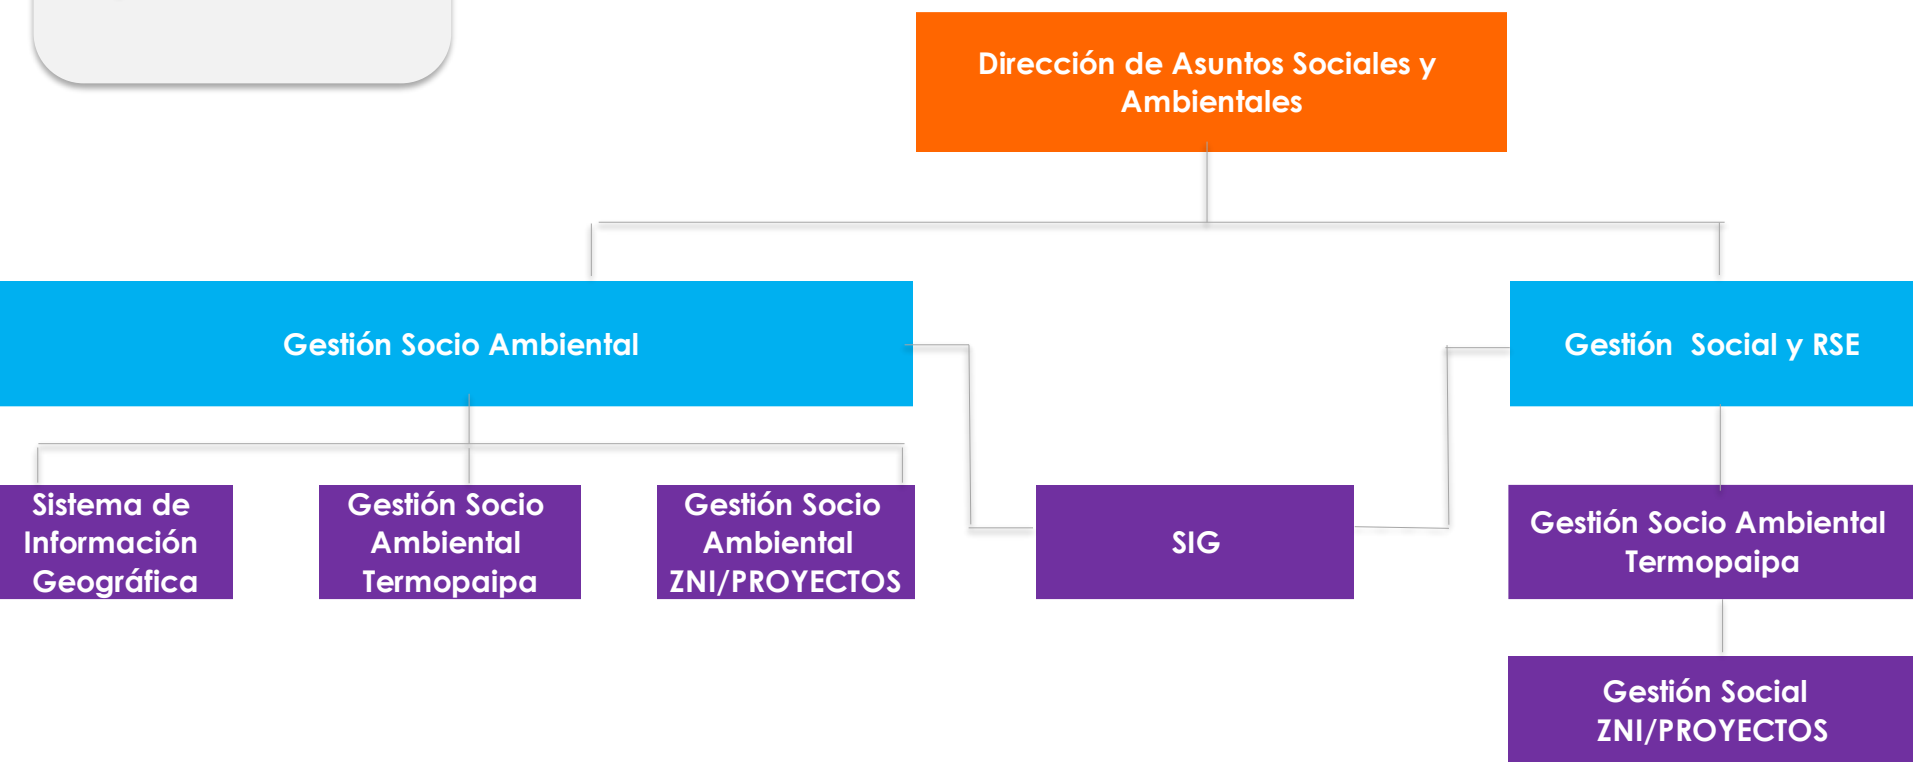 Dirección de Asuntos Sociales y
Ambientales
Gestión Socio Ambiental
Gestión Social y RSE
Sistema de
Información
Geográfica
Gestión Socio
Ambiental
Termopaipa
Gestión Socio
Ambiental
ZNI/PROYECTOS
SIG
Gestión Socio Ambiental
Termopaipa
Gestión Social
ZNI/PROYECTOS